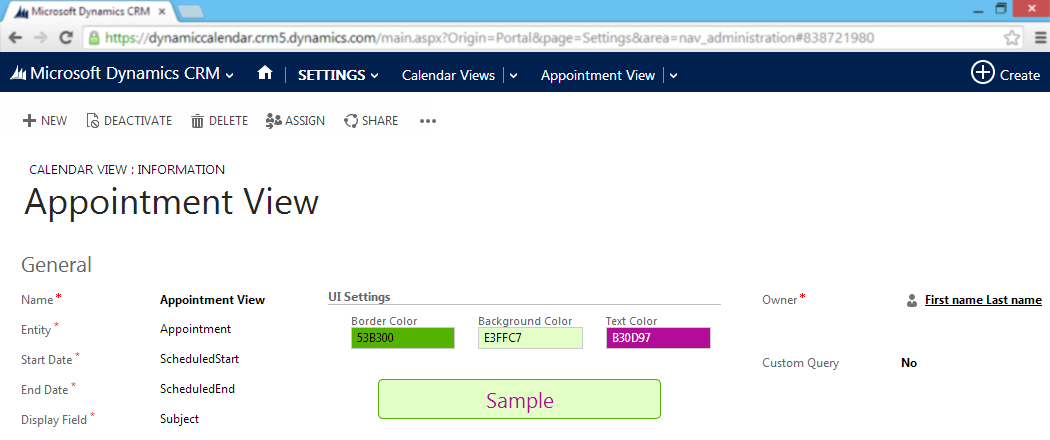 Microsoft Dynamics CRM
https://dynamiccalendar.crm5.dynamics.com/main.aspx?Origin=Portal&page=Settings&area=nav_administration#838721980
Microsoft Dynamics CRM SETTINGS Calendar Views Appointment View Create
NEW DEACTIVATE DELETE ASSIGN SHARE •••
CALENDAR VIEW : INFORMATION
Appointment View
General
Name* Appointment View
Entity* Appointment
Start Date* ScheduledStart
End Date* ScheduledEnd
Display Field* Subject
UI Settings
Border Color Background Color Text Color
53B300 E3FFC7 B30D97
Sample
Owner* First name Last name
Custom Query No